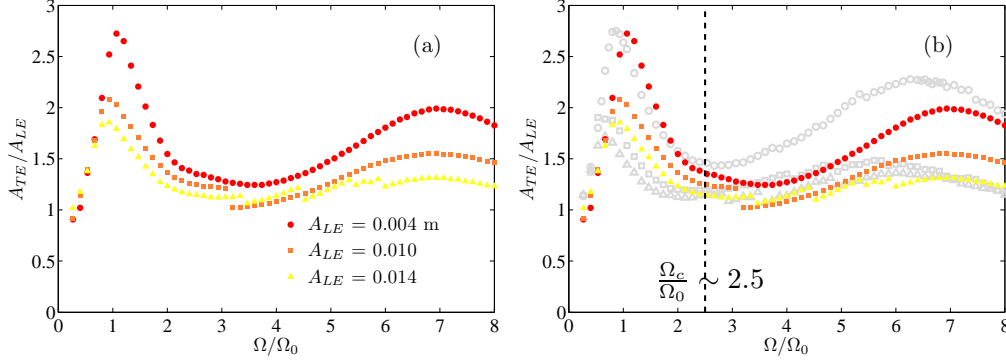 3
2.5
2
1.5
1
0.5
0
0 1 2 3 4 5 6 7 8
A_{TE}/A_{LE}
Ω/Ω_0
(a)
A_{LE} = 0.004 m
A_{LE} = 0.010
A_{LE} = 0.014
3
2.5
2
1.5
1
0.5
0
0 1 2 3 4 5 6 7 8
A_{TE}/A_{LE}
Ω/Ω_0
(b)
Ω_c/Ω_0 ∼ 2.5